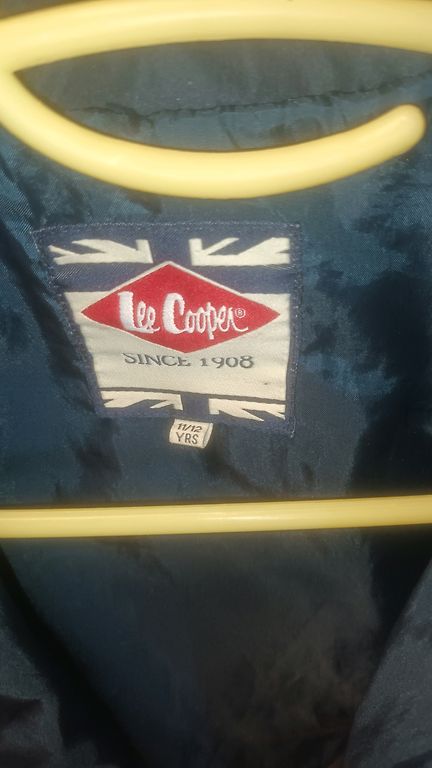 Lee Cooper®
SINCE 1908
11/12
YRS